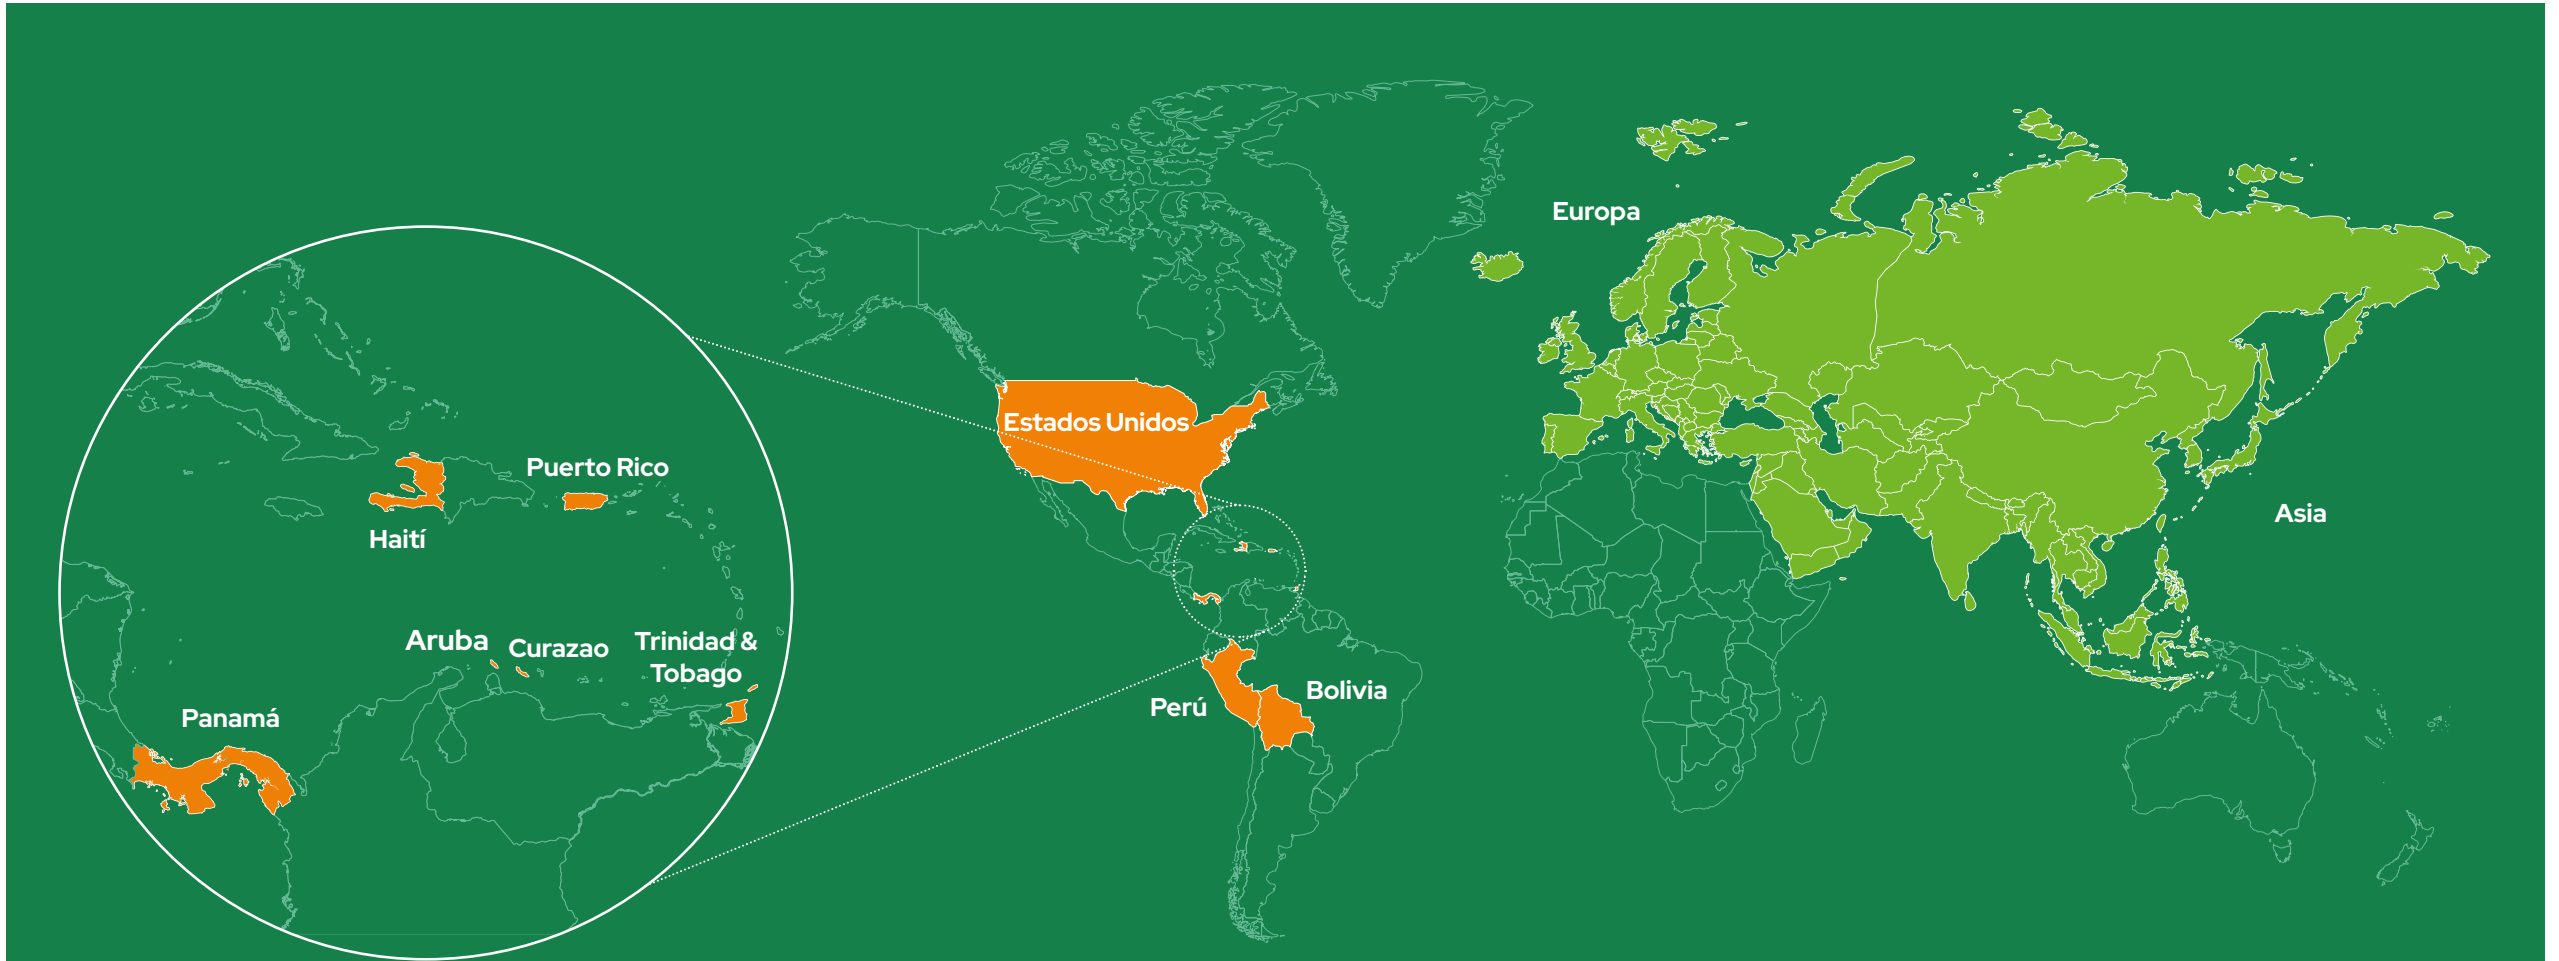 Europa
Estados Unidos
Puerto Rico
Haití
Asia
Aruba
Curazao
Trinidad &
Tobago
Panamá
Perú
Bolivia